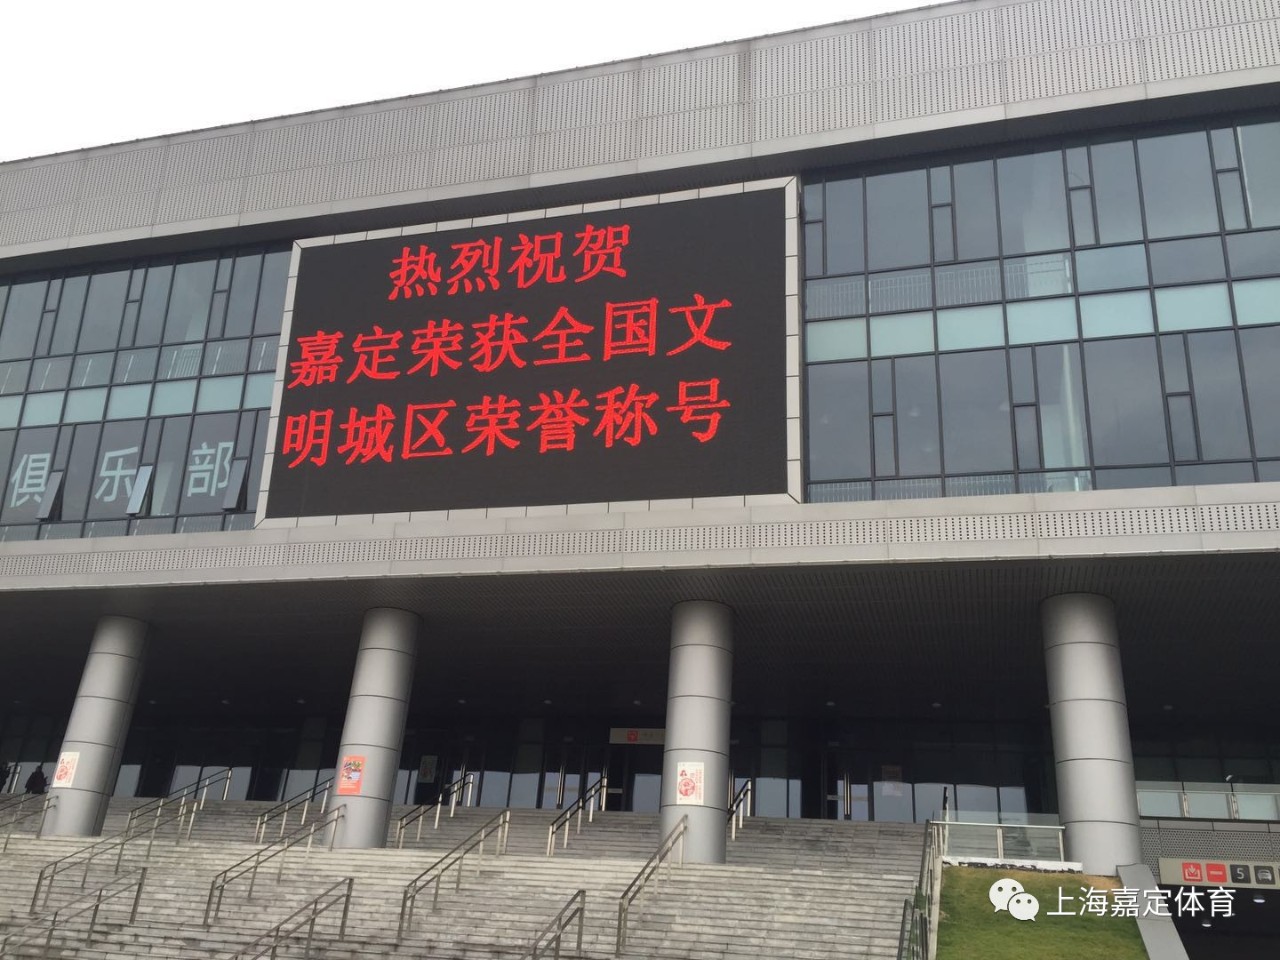 热烈祝贺
嘉定荣获全国文
明城区荣誉称号
俱乐部
5
上海嘉定体育